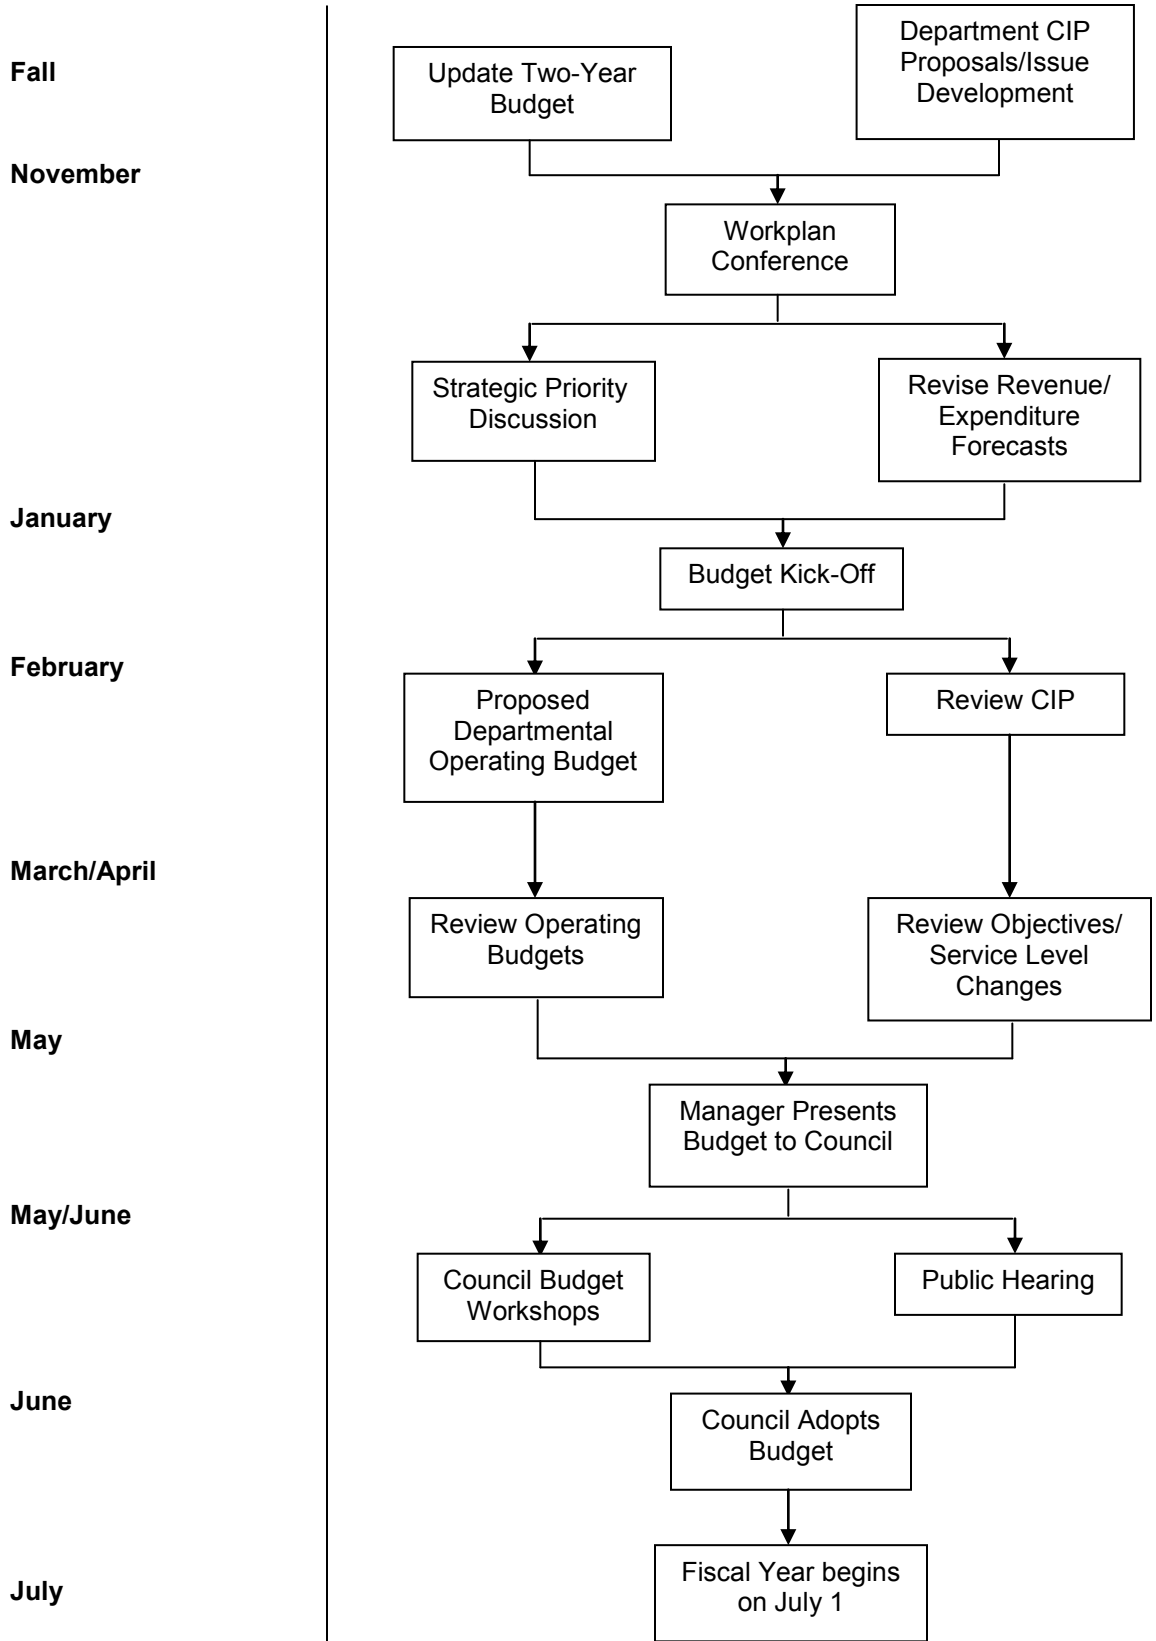 Fall
Update Two-Year
Budget
Department CIP
Proposals/Issue
Development
November
Workplan
Conference
Strategic Priority
Discussion
Revise Revenue/
Expenditure
Forecasts
January
Budget Kick-Off
February
Proposed
Departmental
Operating Budget
Review CIP
March/April
Review Operating
Budgets
Review Objectives/
Service Level
Changes
May
Manager Presents
Budget to Council
May/June
Council Budget
Workshops
Public Hearing
June
Council Adopts
Budget
July
Fiscal Year begins
on July 1